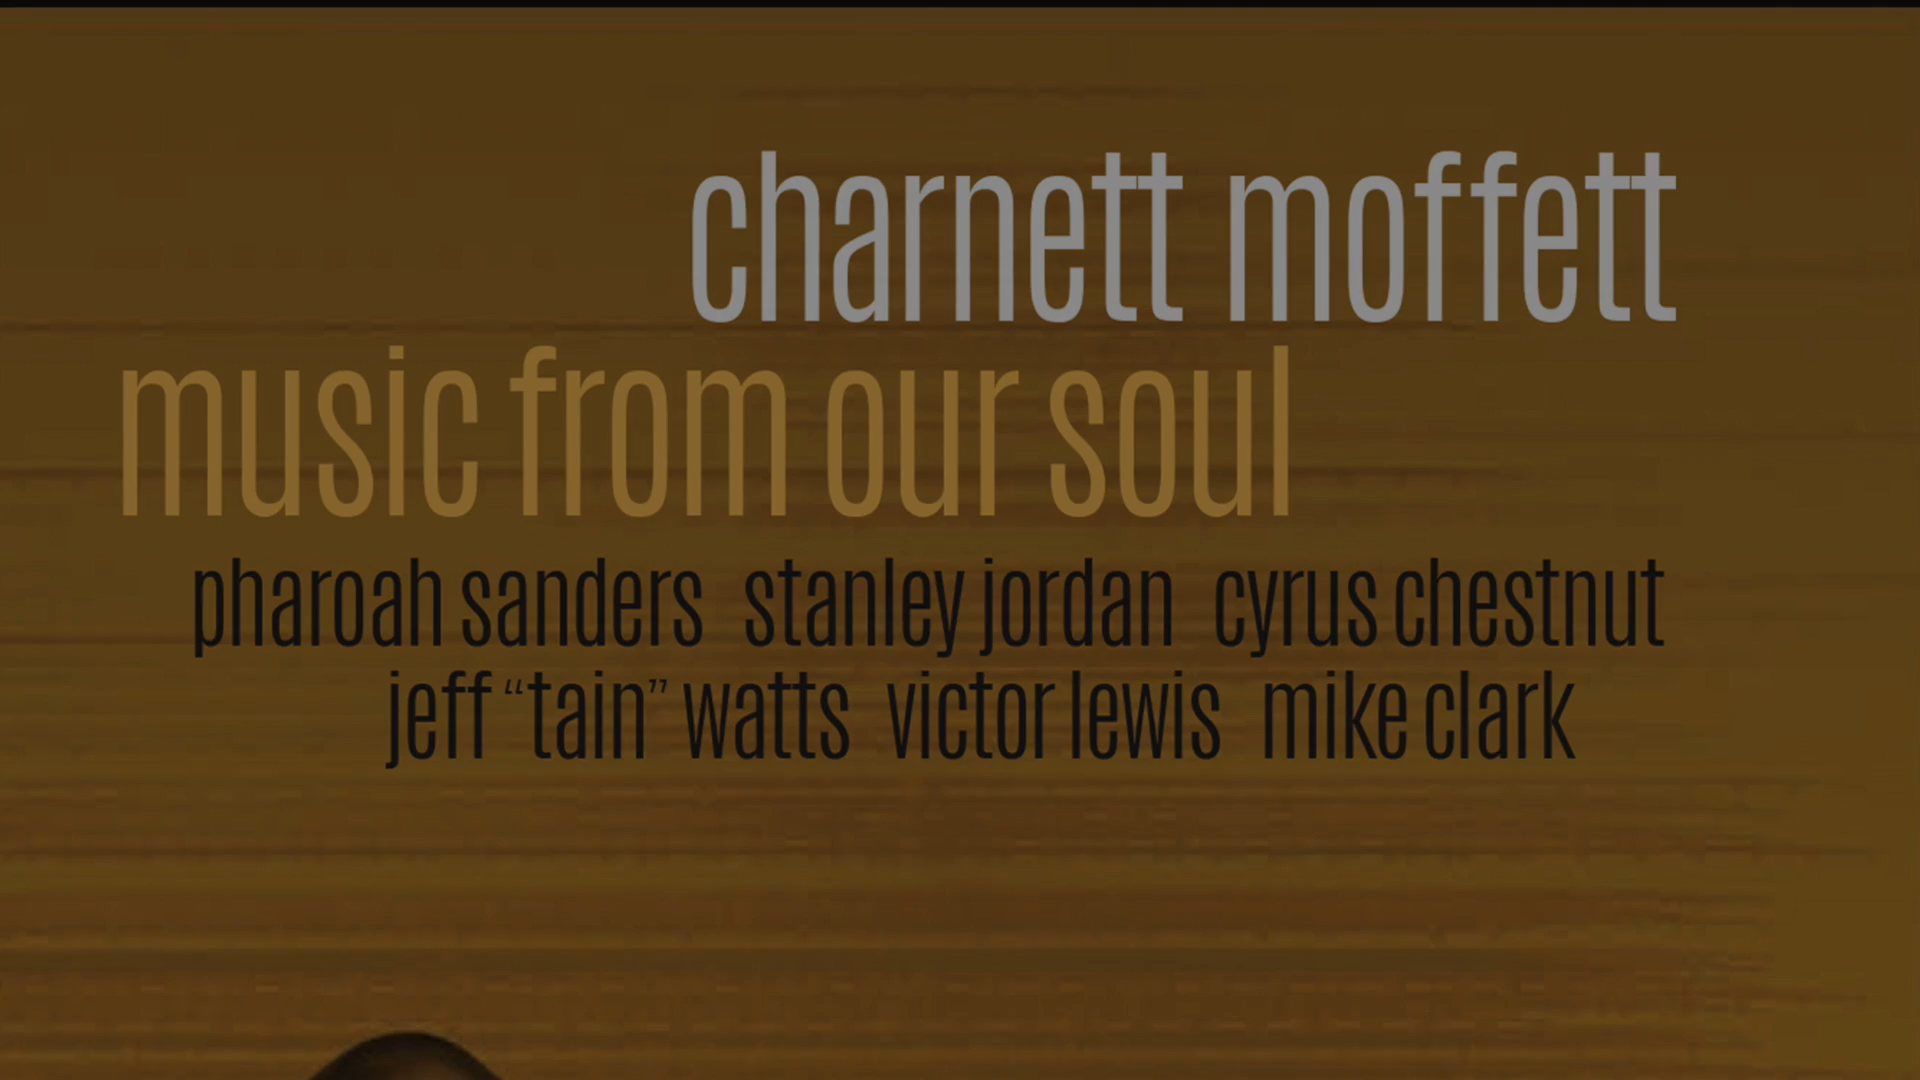 charnett moffett
music from our soul
pharoah sanders stanley jordan cyrus chestnut
jeff “tain” watts victor lewis mike clark